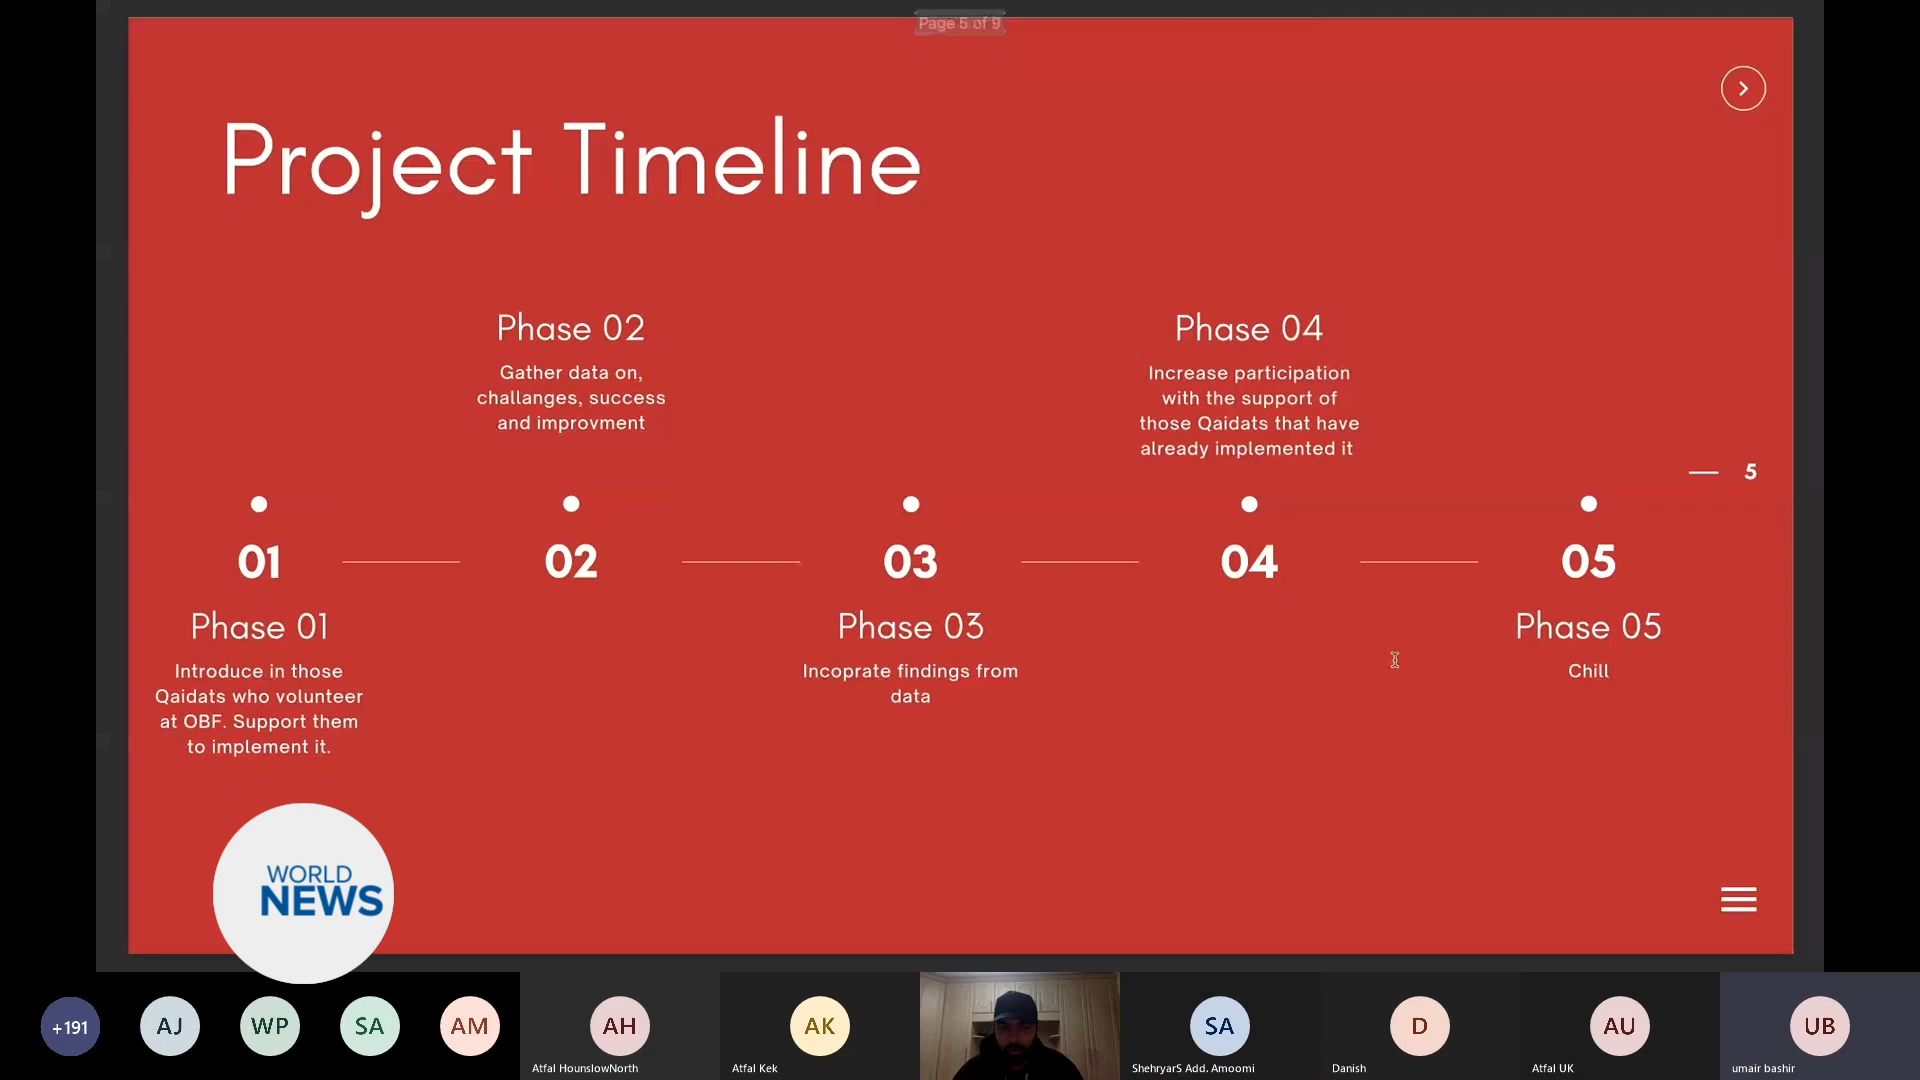 Page 5 of 9
Project Timeline
Phase 02
Gather data on,
challanges, success
and improvment
Phase 04
Increase participation
with the support of
those Qaidats that have
already implemented it
5
01
02
03
04
05
Phase 01
Introduce in those
Qaidats who volunteer
at OBF. Support them
to implement it.
Phase 03
Incoprate findings from
data
Phase 05
Chill
WORLD
NEWS
+191
AJ
WP
SA
AM
AH
AK
SA
D
AU
UB
Atfal HounslowNorth
Atfal Kek
ShehryarS Add. Amoomi
Danish
Atfal UK
umair bashir